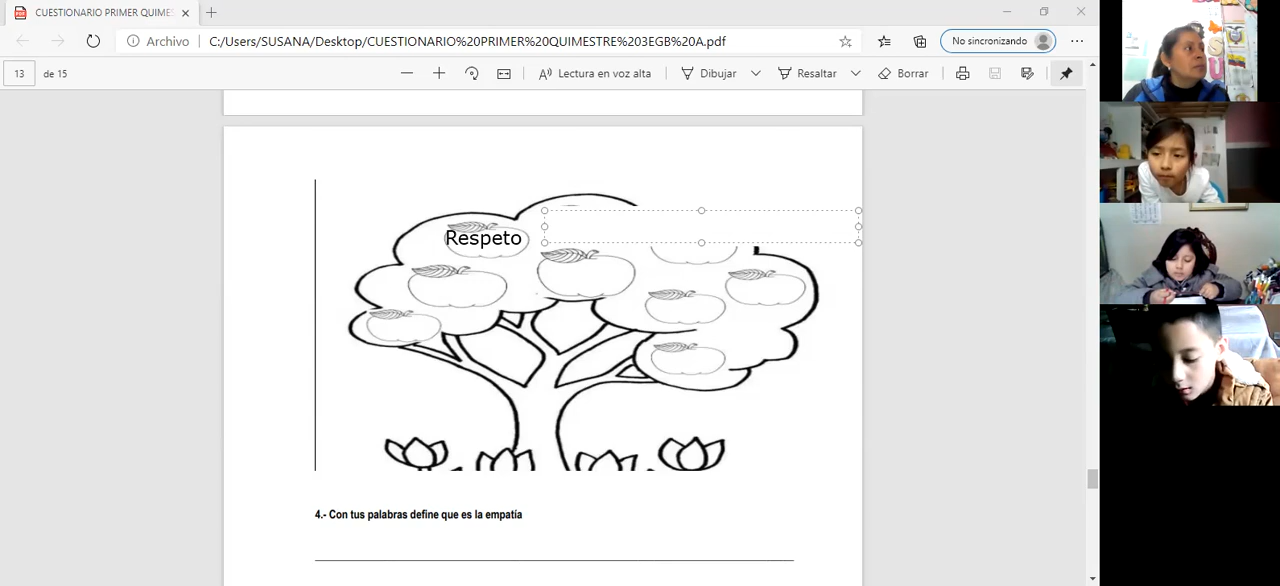 CUESTIONARIO PRIMER QUIMES
Archivo C:/Users/SUSANA/Desktop/CUESTIONARIO%20PRIMER%20QUIMESTRE%203EGB%20A.pdf No sincronizando
13 de 15 Lectura en voz alta Dibujar Resaltar Borrar
Respeto
4.- Con tus palabras define que es la empatía